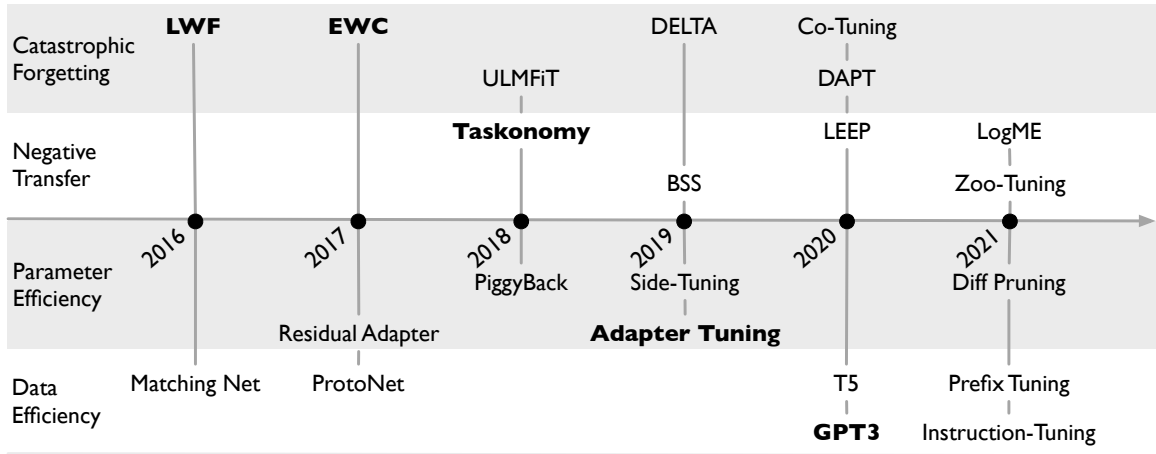 LWF EWC DELTA Co-Tuning
Catastrophic
Forgetting
ULMFiT DAPT
Taskonomy LEEP LogME
Negative
Transfer
BSS Zoo-Tuning
2016 2017 2018 2019 2020 2021
Parameter
Efficiency
PiggyBack Side-Tuning Diff Pruning
Residual Adapter Adapter Tuning
Data
Efficiency
Matching Net ProtoNet T5 Prefix Tuning
GPT3 Instruction-Tuning